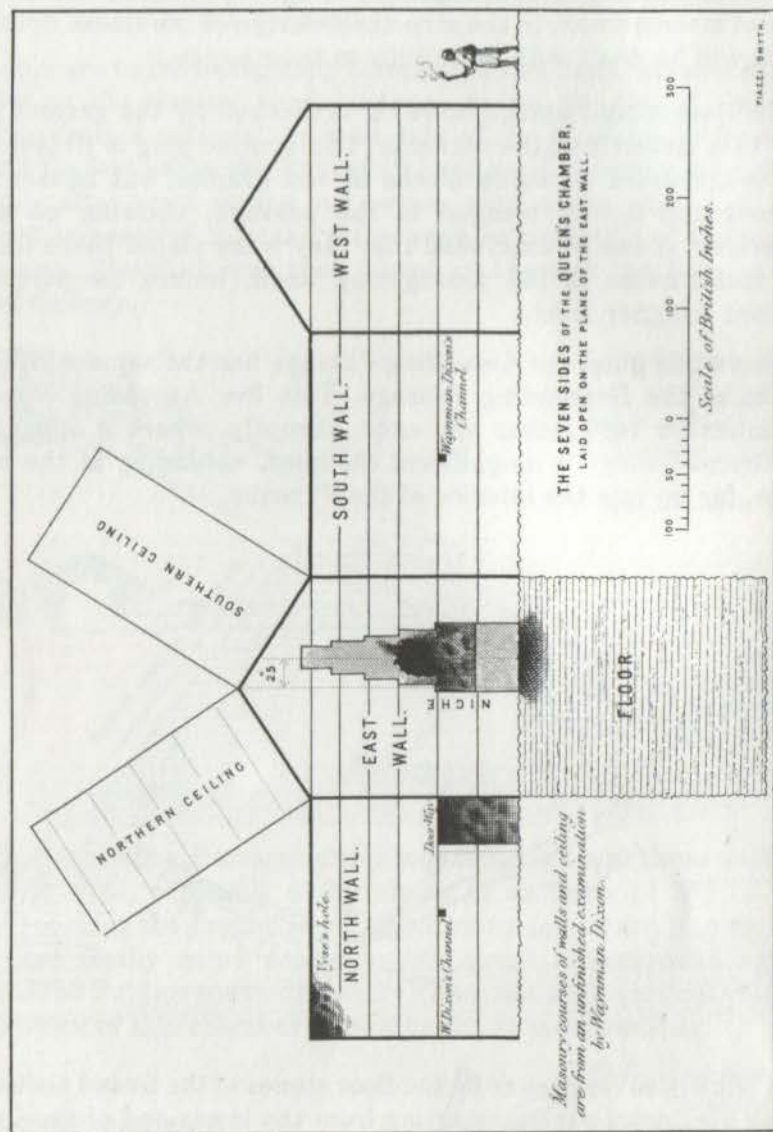 SOUTHERN CEILING
NORTHERN CEILING
25"
Vyse's hole.
NORTH WALL.
EAST
WALL.
SOUTH WALL.
WEST WALL.
W. Dixon's Channel
Door Way
NICHE
Waynman Dixon's
Channel
FLOOR
Masonry courses of walls and ceiling
are from an unfinished examination
by Waynman Dixon.
THE SEVEN SIDES OF THE QUEEN'S CHAMBER,
LAID OPEN ON THE PLANE OF THE EAST WALL.
100 50 0 100 200 300
Scale of British Inches.
PIAZZI SMYTH.